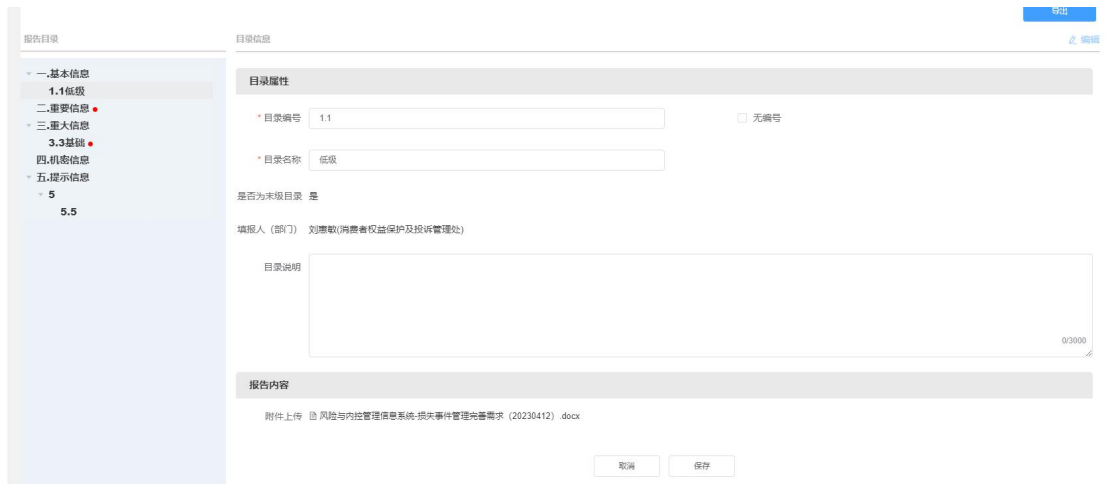 导出
报告目录
目录信息
编辑
一.基本信息
1.1低级
二.重要信息
三.重大信息
3.3基础
四.机密信息
五.提示信息
5
5.5
目录属性
* 目录编号 1.1 无编号
* 目录名称 低级
是否为末级目录 是
填报人（部门） 刘惠敏(消费者权益保护及投诉管理处)
目录说明
0/3000
报告内容
附件上传 风险与内控管理信息系统-损失事件管理完善需求（20230412）.docx
取消 保存